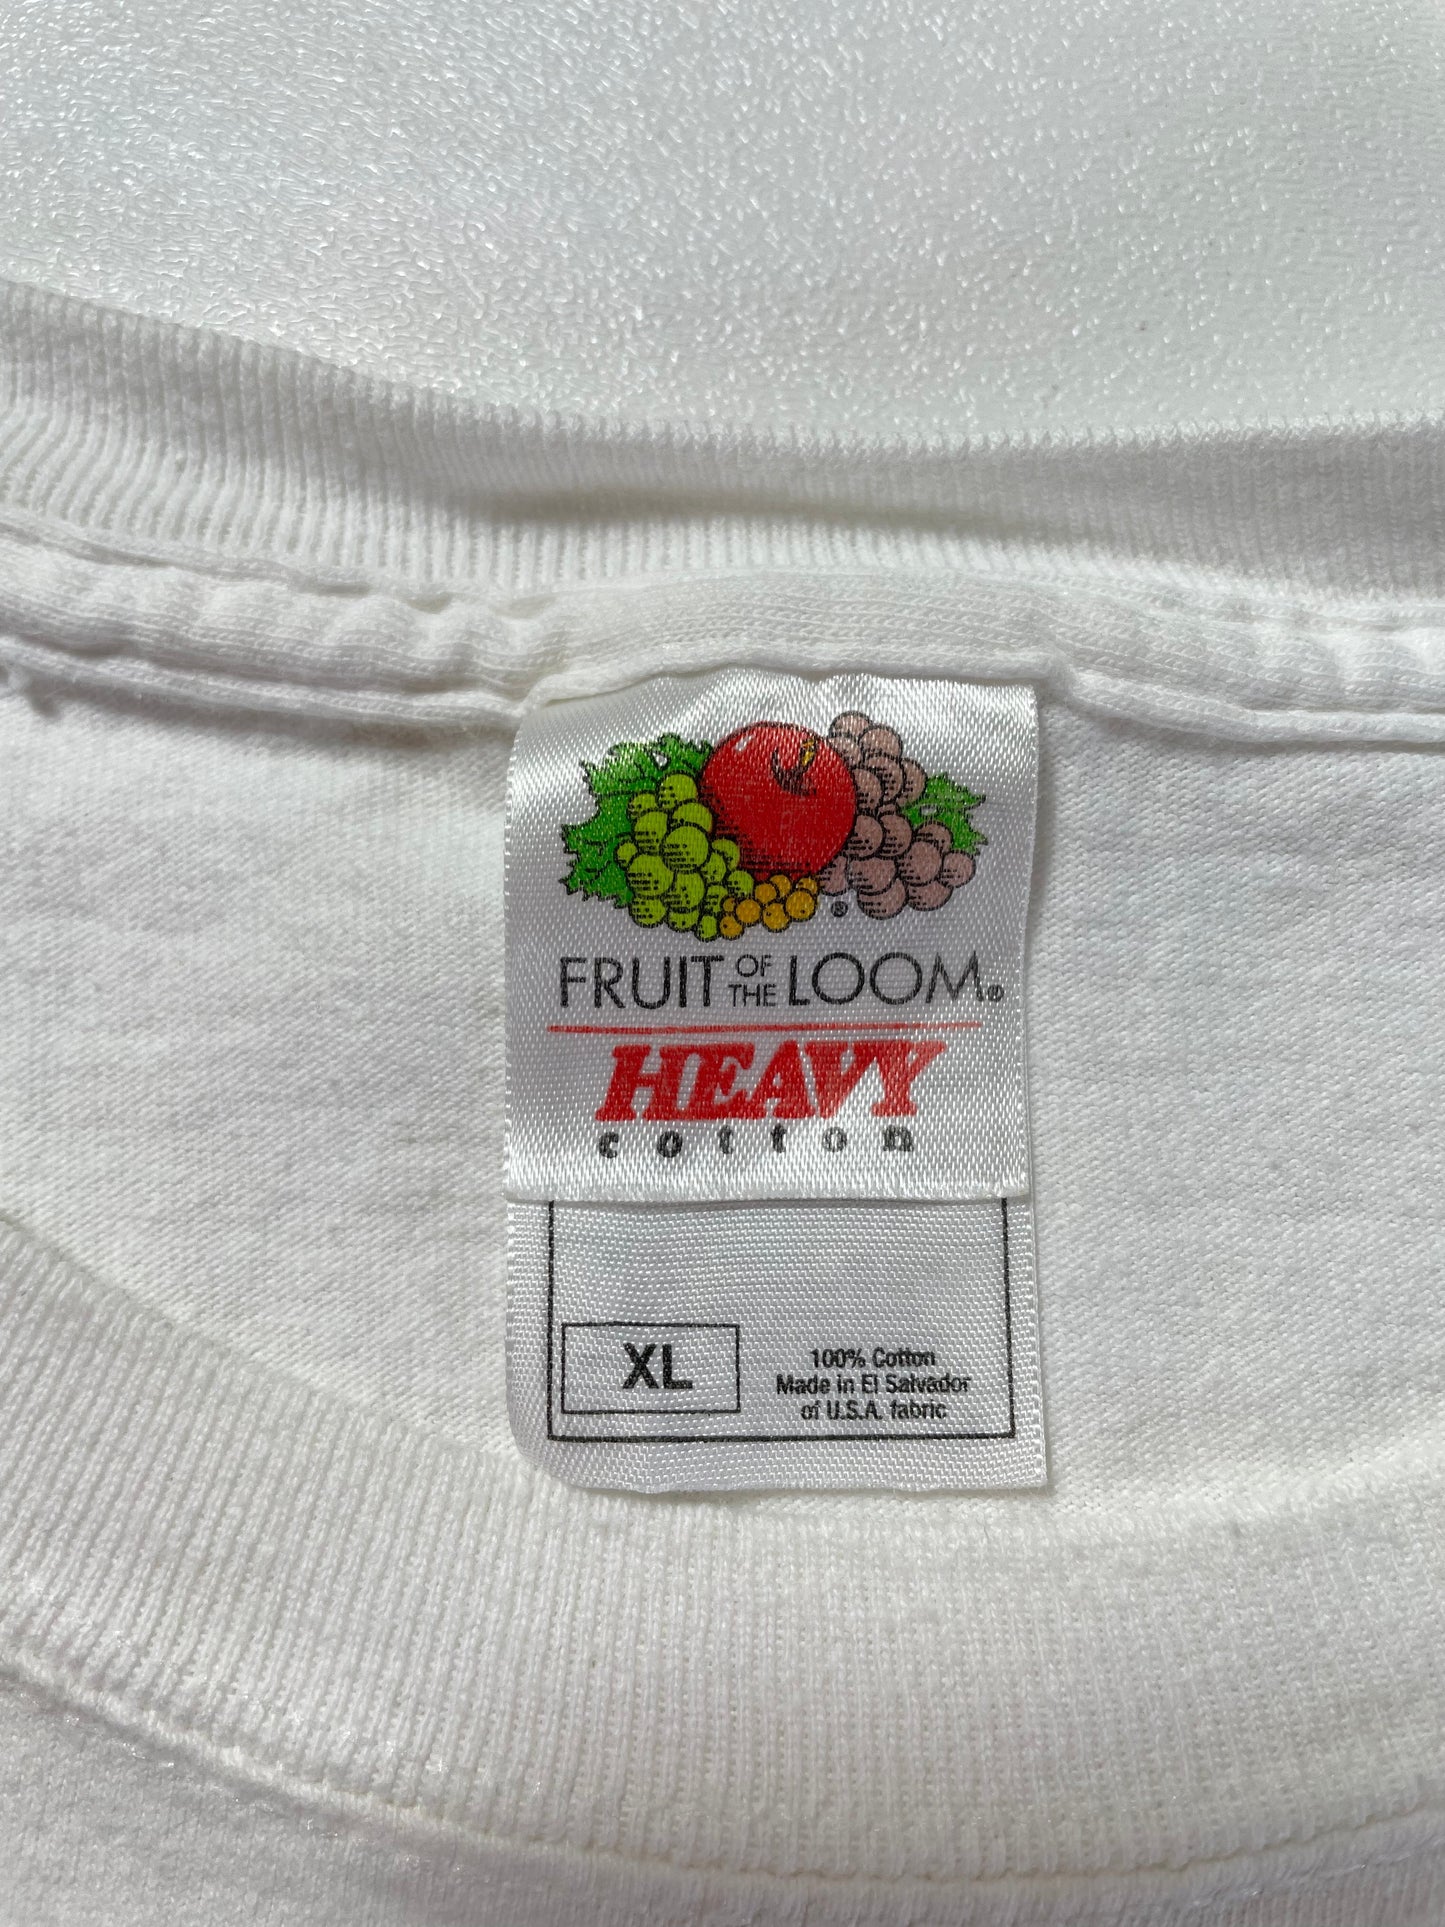 ®
FRUIT OF THE LOOM®
HEAVY
cotton
XL
100% Cotton
Made in El Salvador
of U.S.A. fabric